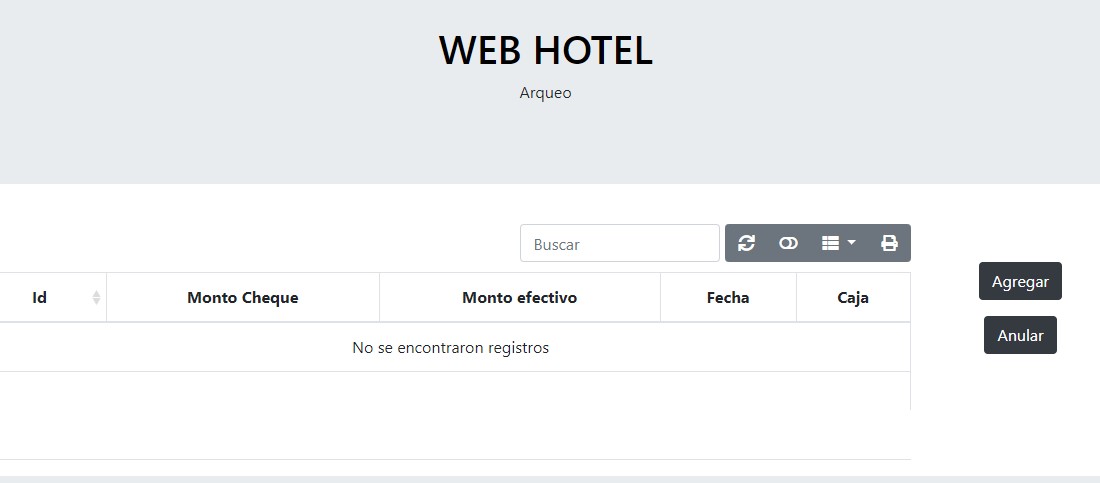 WEB HOTEL
Arqueo
Buscar
Id Monto Cheque Monto efectivo Fecha Caja
No se encontraron registros
Agregar
Anular